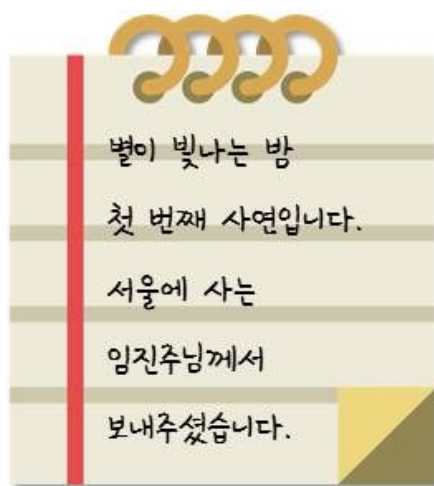 별이 빛나는 밤
첫 번째 사연입니다.
서울에 사는
임진주님께서
보내주셨습니다.